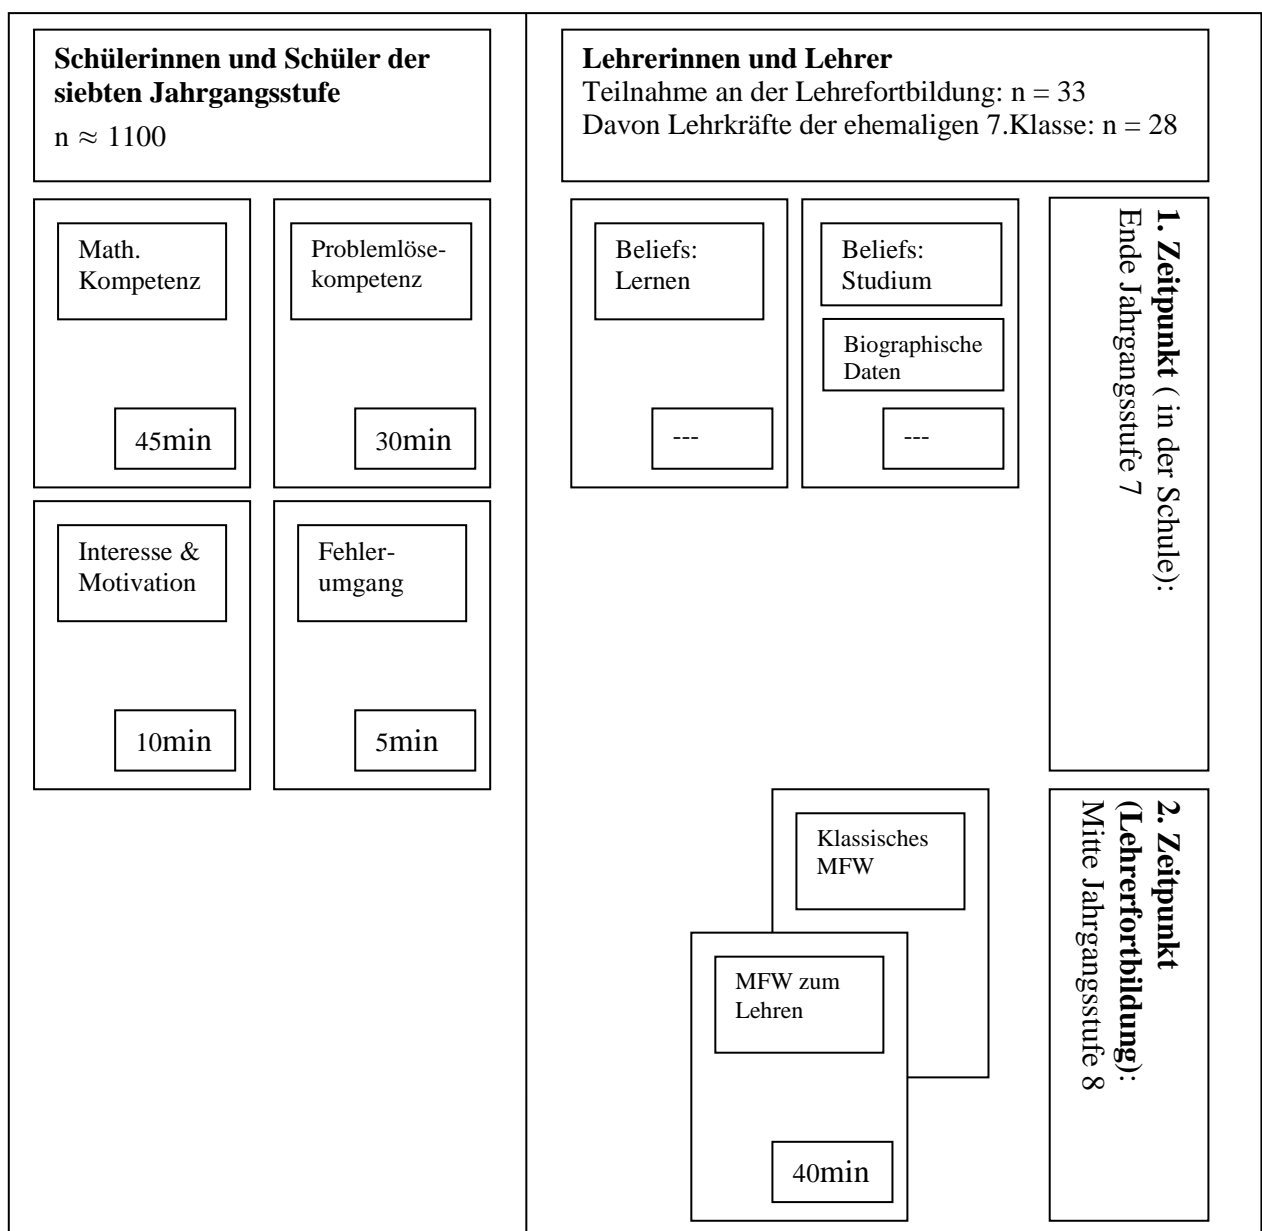 Schülerinnen und Schüler der
siebten Jahrgangsstufe
n ≈ 1100
Lehrerinnen und Lehrer
Teilnahme an der Lehrefortbildung: n = 33
Davon Lehrkräfte der ehemaligen 7.Klasse: n = 28
Math.
Kompetenz
45min
Problemlöse-
kompetenz
30min
Beliefs:
Lernen
---
Beliefs:
Studium
Biographische
Daten
---
1. Zeitpunkt ( in der Schule):
Ende Jahrgangsstufe 7
Interesse &
Motivation
10min
Fehler-
umgang
5min
Klassisches
MFW
MFW zum
Lehren
40min
2. Zeitpunkt
(Lehrerfortbildung):
Mitte Jahrgangsstufe 8